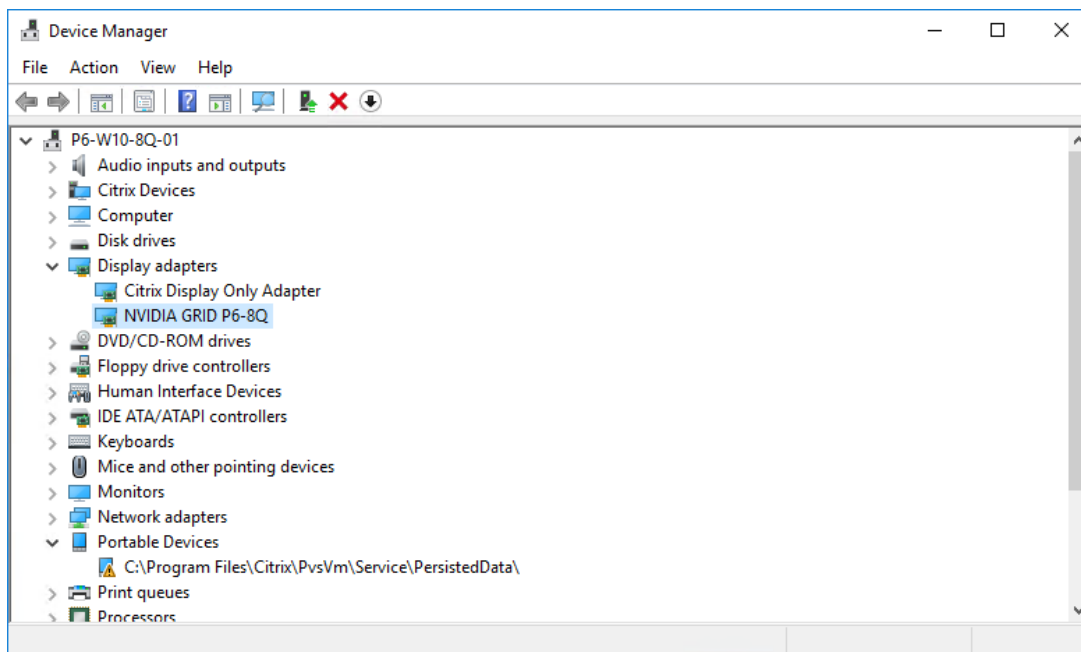 Device Manager
File Action View Help
P6-W10-8Q-01
Audio inputs and outputs
Citrix Devices
Computer
Disk drives
Display adapters
Citrix Display Only Adapter
NVIDIA GRID P6-8Q
DVD/CD-ROM drives
Floppy drive controllers
Human Interface Devices
IDE ATA/ATAPI controllers
Keyboards
Mice and other pointing devices
Monitors
Network adapters
Portable Devices
C:\Program Files\Citrix\PvsVm\Service\PersistedData\
Print queues
Processors